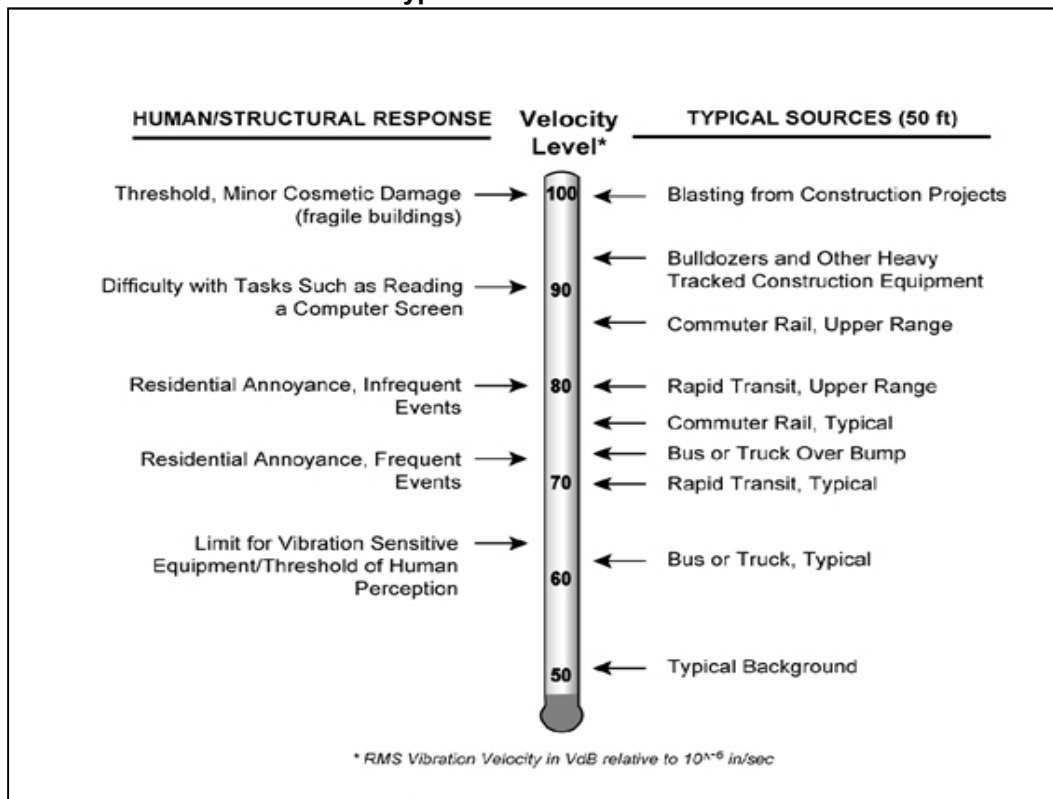 HUMAN/STRUCTURAL RESPONSE
Velocity
Level*
TYPICAL SOURCES (50 ft)
Threshold, Minor Cosmetic Damage
(fragile buildings)
100
Blasting from Construction Projects
Bulldozers and Other Heavy
Tracked Construction Equipment
Difficulty with Tasks Such as Reading
a Computer Screen
90
Commuter Rail, Upper Range
Residential Annoyance, Infrequent
Events
80
Rapid Transit, Upper Range
Commuter Rail, Typical
Bus or Truck Over Bump
Residential Annoyance, Frequent
Events
70
Rapid Transit, Typical
Limit for Vibration Sensitive
Equipment/Threshold of Human
Perception
Bus or Truck, Typical
60
50
Typical Background
* RMS Vibration Velocity in VdB relative to 10^-6 in/sec